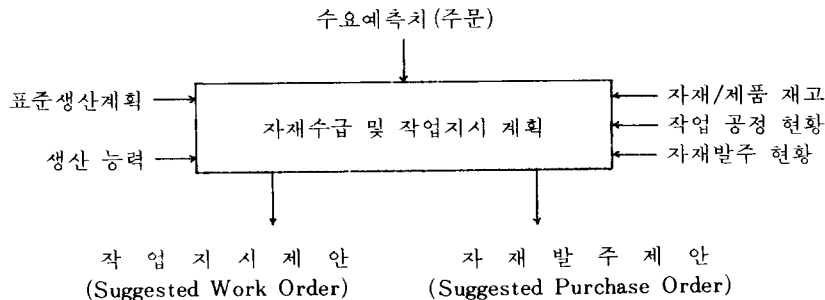 수요예측치(주문)
표준생산계획
생산 능력
자재수급 및 작업지시 계획
자재/제품 재고
작업 공정 현황
자재발주 현황
작 업 지 시 제 안
(Suggested Work Order)
자 재 발 주 제 안
(Suggested Purchase Order)